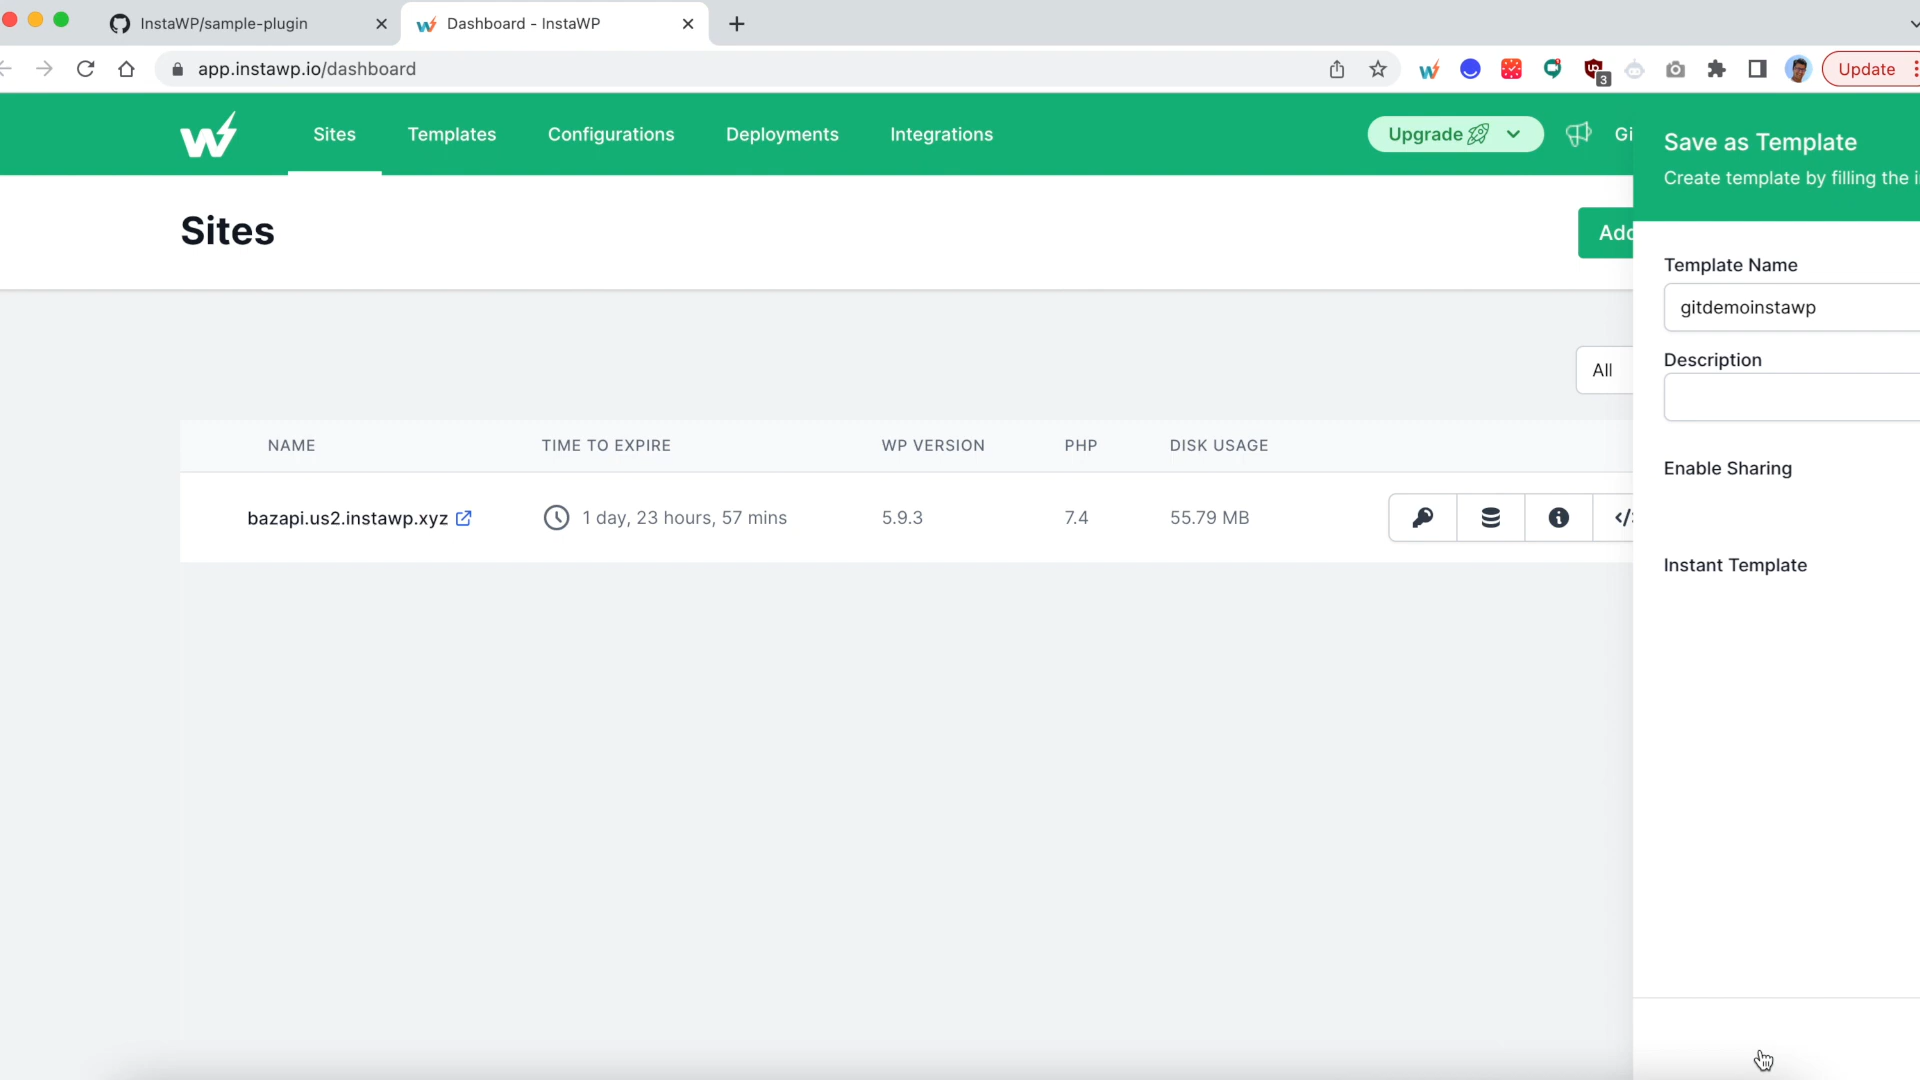 InstaWP/sample-plugin
Dashboard - InstaWP
app.instawp.io/dashboard
3
Update
Sites
Templates
Configurations
Deployments
Integrations
Upgrade
Save as Template
Create template by filling the
Sites
Template Name
gitdemoinstawp
Description
All
NAME
TIME TO EXPIRE
WP VERSION
PHP
DISK USAGE
Enable Sharing
bazapi.us2.instawp.xyz
1 day, 23 hours, 57 mins
5.9.3
7.4
55.79 MB
Instant Template